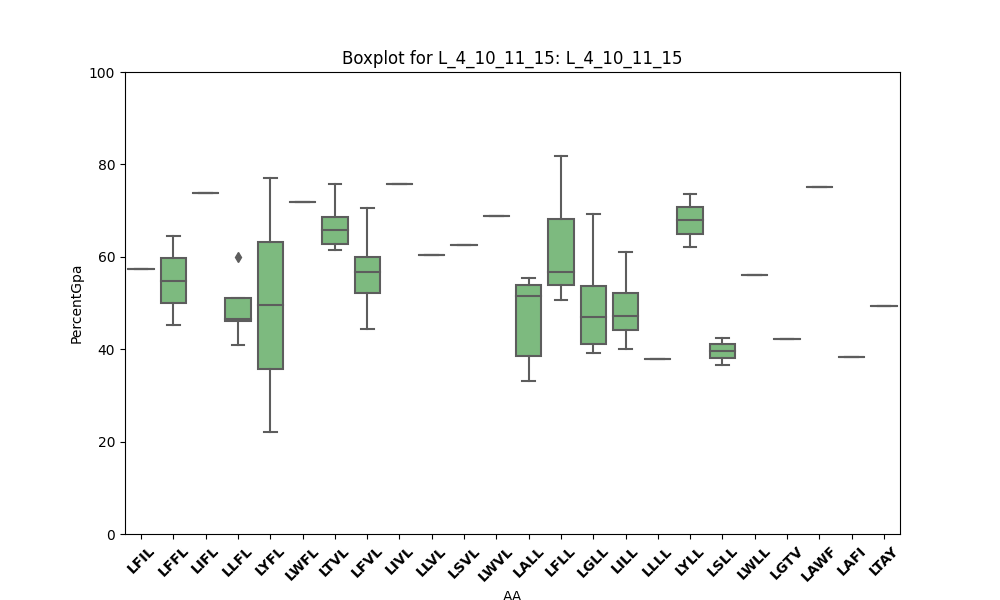 Boxplot for L_4_10_11_15: L_4_10_11_15
100
80
60
40
20
0
PercentGpa
LFIL LFFL LIFL LLFL LYFL LWFL LTVL LFVL LIVL LLVL LSVL LWVL LALL LFLL LGLL LILL LLLL LYLL LSLL LWLL LGTV LAWF LAFI LTAY
AA